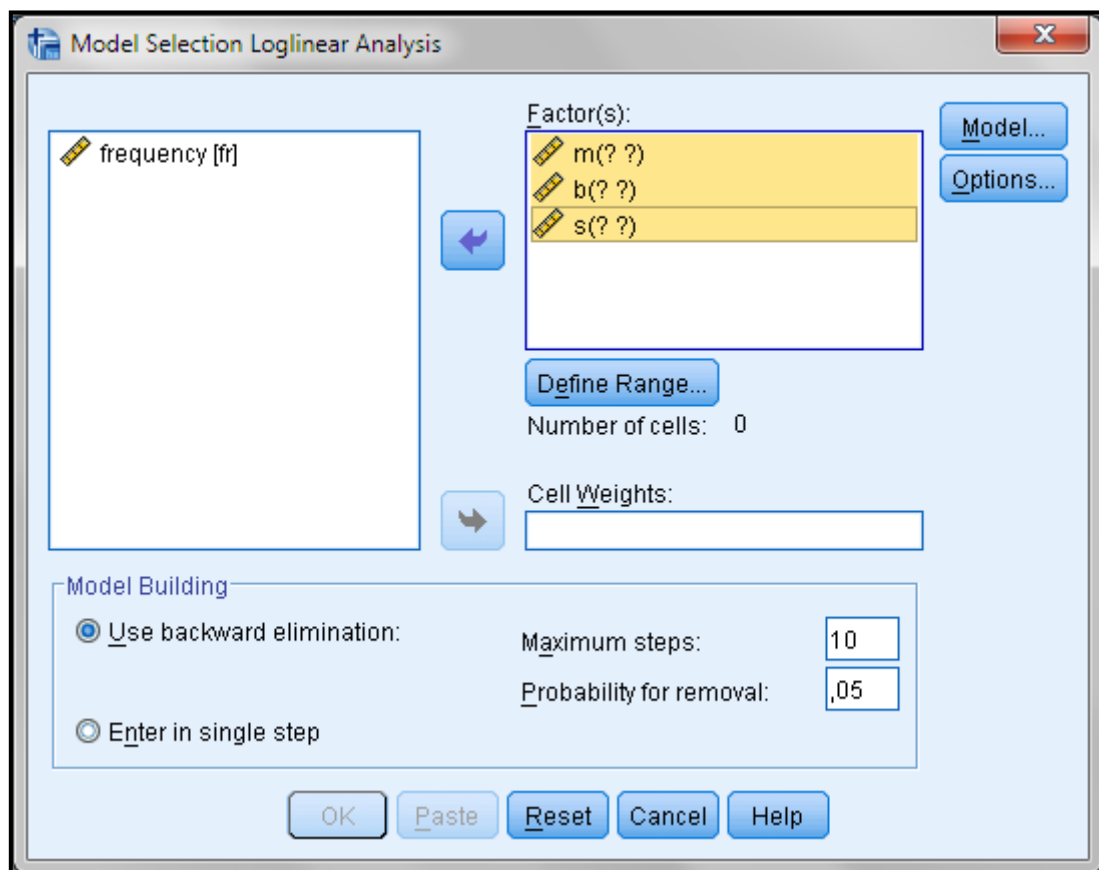 Model Selection Loglinear Analysis
frequency [fr]
Factor(s):
m(? ?)
b(? ?)
s(? ?)
Model...
Options...
Define Range...
Number of cells: 0
Cell Weights:
Model Building
Use backward elimination:
Maximum steps: 10
Probability for removal: ,05
Enter in single step
OK Paste Reset Cancel Help